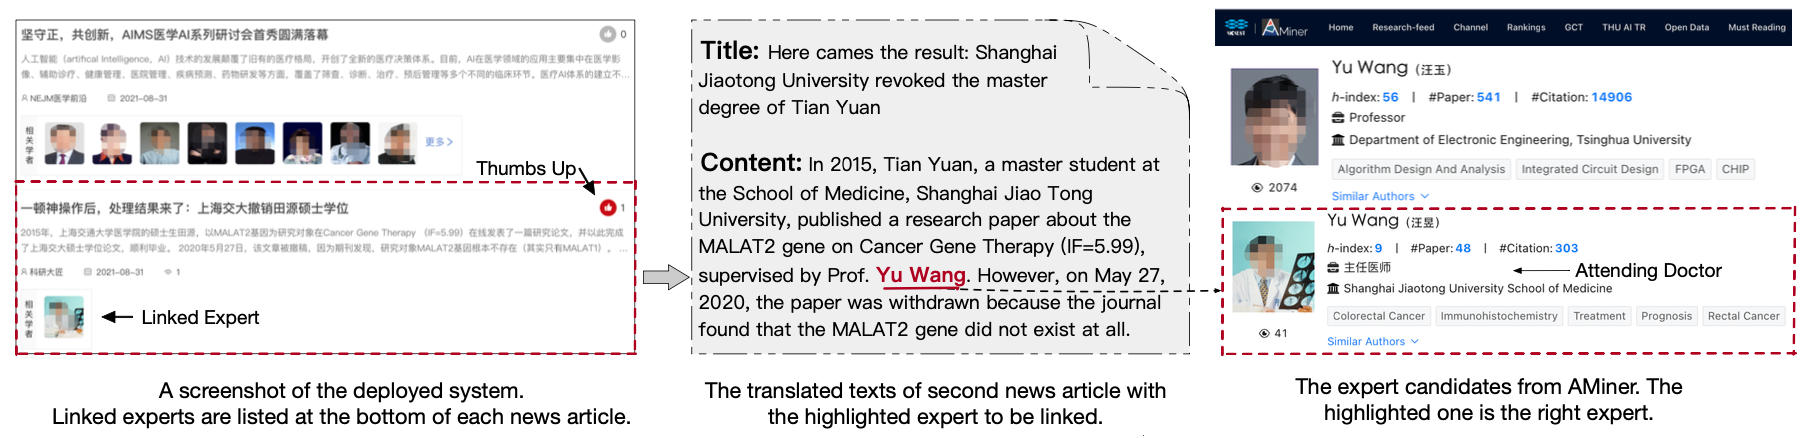 坚守正，共创新，AIMS医学AI系列研讨会首秀圆满落幕
0
人工智能（artifical Intelligence，AI）技术的发展颠覆了旧有的医疗格局，开创了全新的医疗决策体系。目前，AI在医学领域的应用主要集中在医学影
像、辅助诊疗、健康管理、医院管理、疾病预测、药物研发等方面，覆盖了筛查、诊断、治疗、预后管理等多个不同的临床环节。医疗AI体系的建立不...
NEJM医学前沿 2021-08-31
相关学者
更多>
Thumbs Up
一顿神操作后，处理结果来了：上海交大撤销田源硕士学位
1
2015年，上海交通大学医学院的硕士生田源，以MALAT2基因为研究对象在Cancer Gene Therapy（IF=5.99）在线发表了一篇研究论文，并以此完成
了上海交大硕士学位论文，顺利毕业。 2020年5月27日，该文章被撤稿，因为期刊发现，研究对象MALAT2基因根本不存在（其实只有MALAT1）。 ...
科研大匠 2021-08-31 1
相关学者
Linked Expert
A screenshot of the deployed system.
Linked experts are listed at the bottom of each news article.
Title: Here cames the result: Shanghai
Jiaotong University revoked the master
degree of Tian Yuan
Content: In 2015, Tian Yuan, a master student at
the School of Medicine, Shanghai Jiao Tong
University, published a research paper about the
MALAT2 gene on Cancer Gene Therapy (IF=5.99),
supervised by Prof. Yu Wang. However, on May 27,
2020, the paper was withdrawn because the journal
found that the MALAT2 gene did not exist at all.
The translated texts of second news article with
the highlighted expert to be linked.
AMiner Home Research-feed Channel Rankings GCT THU AI TR Open Data Must Reading
Yu Wang (汪玉)
h-index: 56 | #Paper: 541 | #Citation: 14906
Professor
Department of Electronic Engineering, Tsinghua University
Algorithm Design And Analysis Integrated Circuit Design FPGA CHIP
2074
Similar Authors
Yu Wang (汪昱)
h-index: 9 | #Paper: 48 | #Citation: 303
主任医师
Attending Doctor
Shanghai Jiaotong University School of Medicine
Colorectal Cancer Immunohistochemistry Treatment Prognosis Rectal Cancer
41
Similar Authors
The expert candidates from AMiner. The
highlighted one is the right expert.